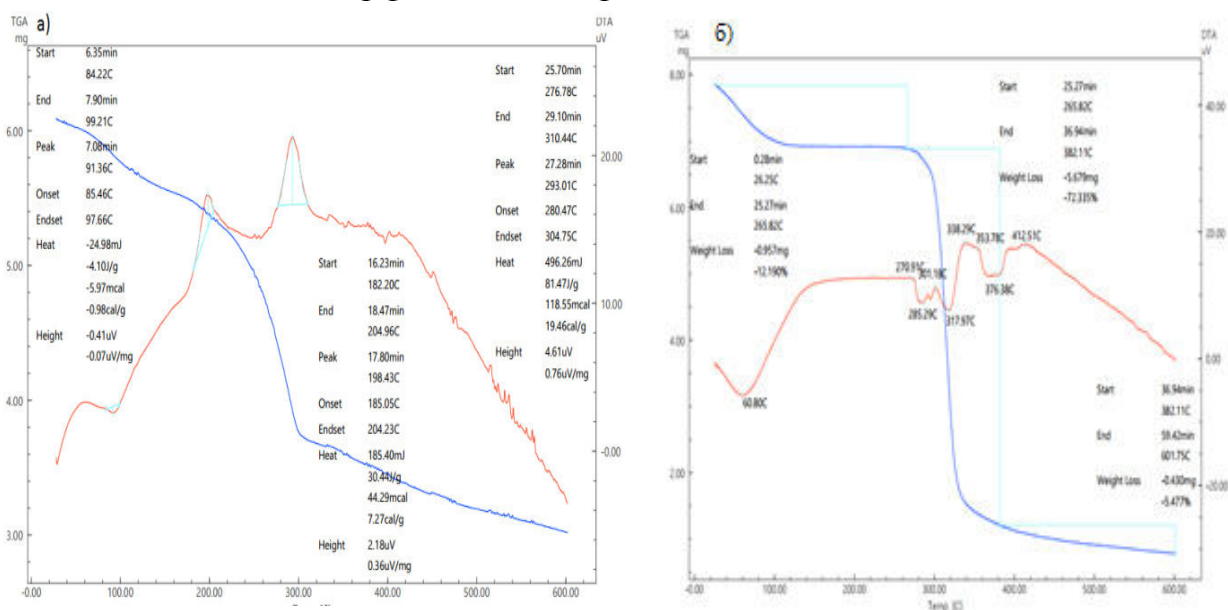 TGA
mg
а)
DTA
uV
Start 6.35min
84.22C
End 7.90min
99.21C
Peak 7.08min
91.36C
Onset 85.46C
Endset 97.66C
Heat -24.98mJ
-4.10J/g
-5.97mcal
-0.98cal/g
Height -0.41uV
-0.07uV/mg
Start 25.70min
276.78C
End 29.10min
310.44C
Peak 27.28min
293.01C
Onset 280.47C
Endset 304.75C
Heat 496.26mJ
81.47J/g
118.55mcal
19.46cal/g
Height 4.61uV
0.76uV/mg
Start 16.23min
182.20C
End 18.47min
204.96C
Peak 17.80min
198.43C
Onset 185.05C
Endset 204.23C
Heat 185.40mJ
30.44J/g
44.29mcal
7.27cal/g
Height 2.18uV
0.36uV/mg
6.00
5.00
4.00
3.00
20.00
10.00
-0.00
-0.00 100.00 200.00 300.00 400.00 500.00 600.00
TGA
mg
б)
DTA
uV
8.00
6.00
4.00
2.00
40.00
20.00
0.00
-20.00
Start 25.27min
265.82C
End 36.94min
382.11C
Weight Loss -5.679mg
-72.335%
Start 0.28min
26.25C
End 25.27min
265.82C
Weight Loss -0.957mg
-12.190%
338.29C
353.78C
412.51C
270.91C
301.18C
376.38C
285.29C
317.97C
60.80C
Start 36.94min
382.11C
End 59.42min
601.75C
Weight Loss -0.430mg
-5.477%
-0.00 100.00 200.00 300.00 400.00 500.00 600.00
Temp [C]